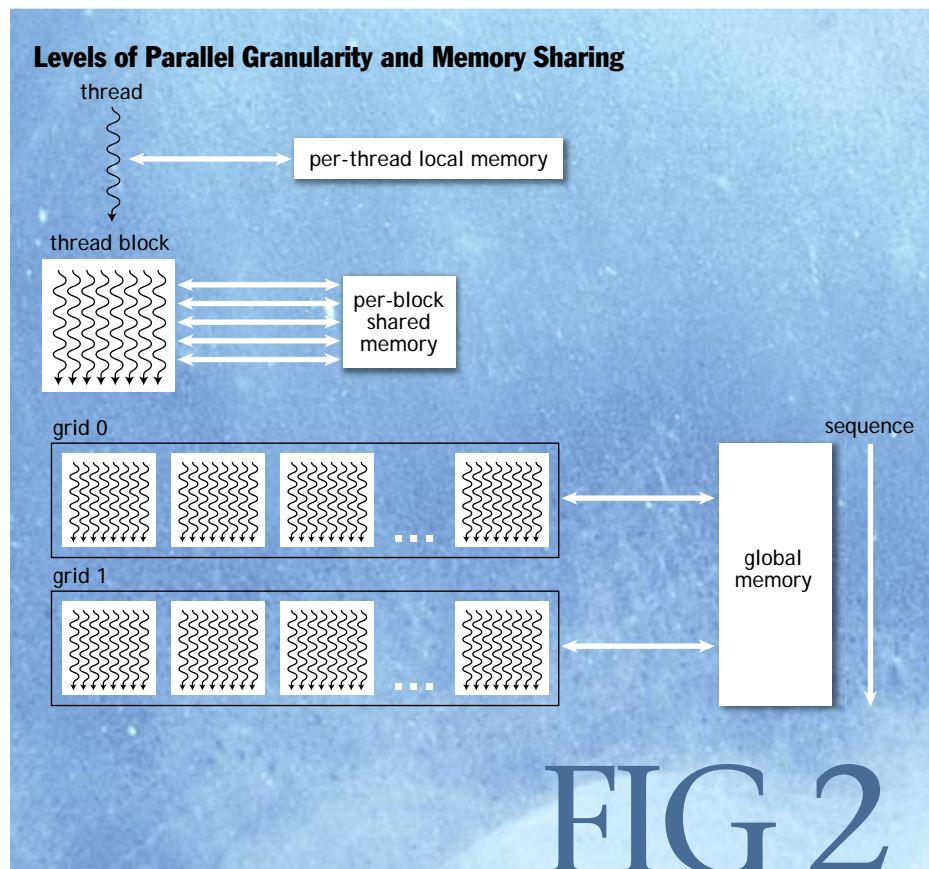 Levels of Parallel Granularity and Memory Sharing
thread
per-thread local memory
thread block
per-block
shared
memory
grid 0
sequence
...
global
memory
grid 1
...
FIG 2